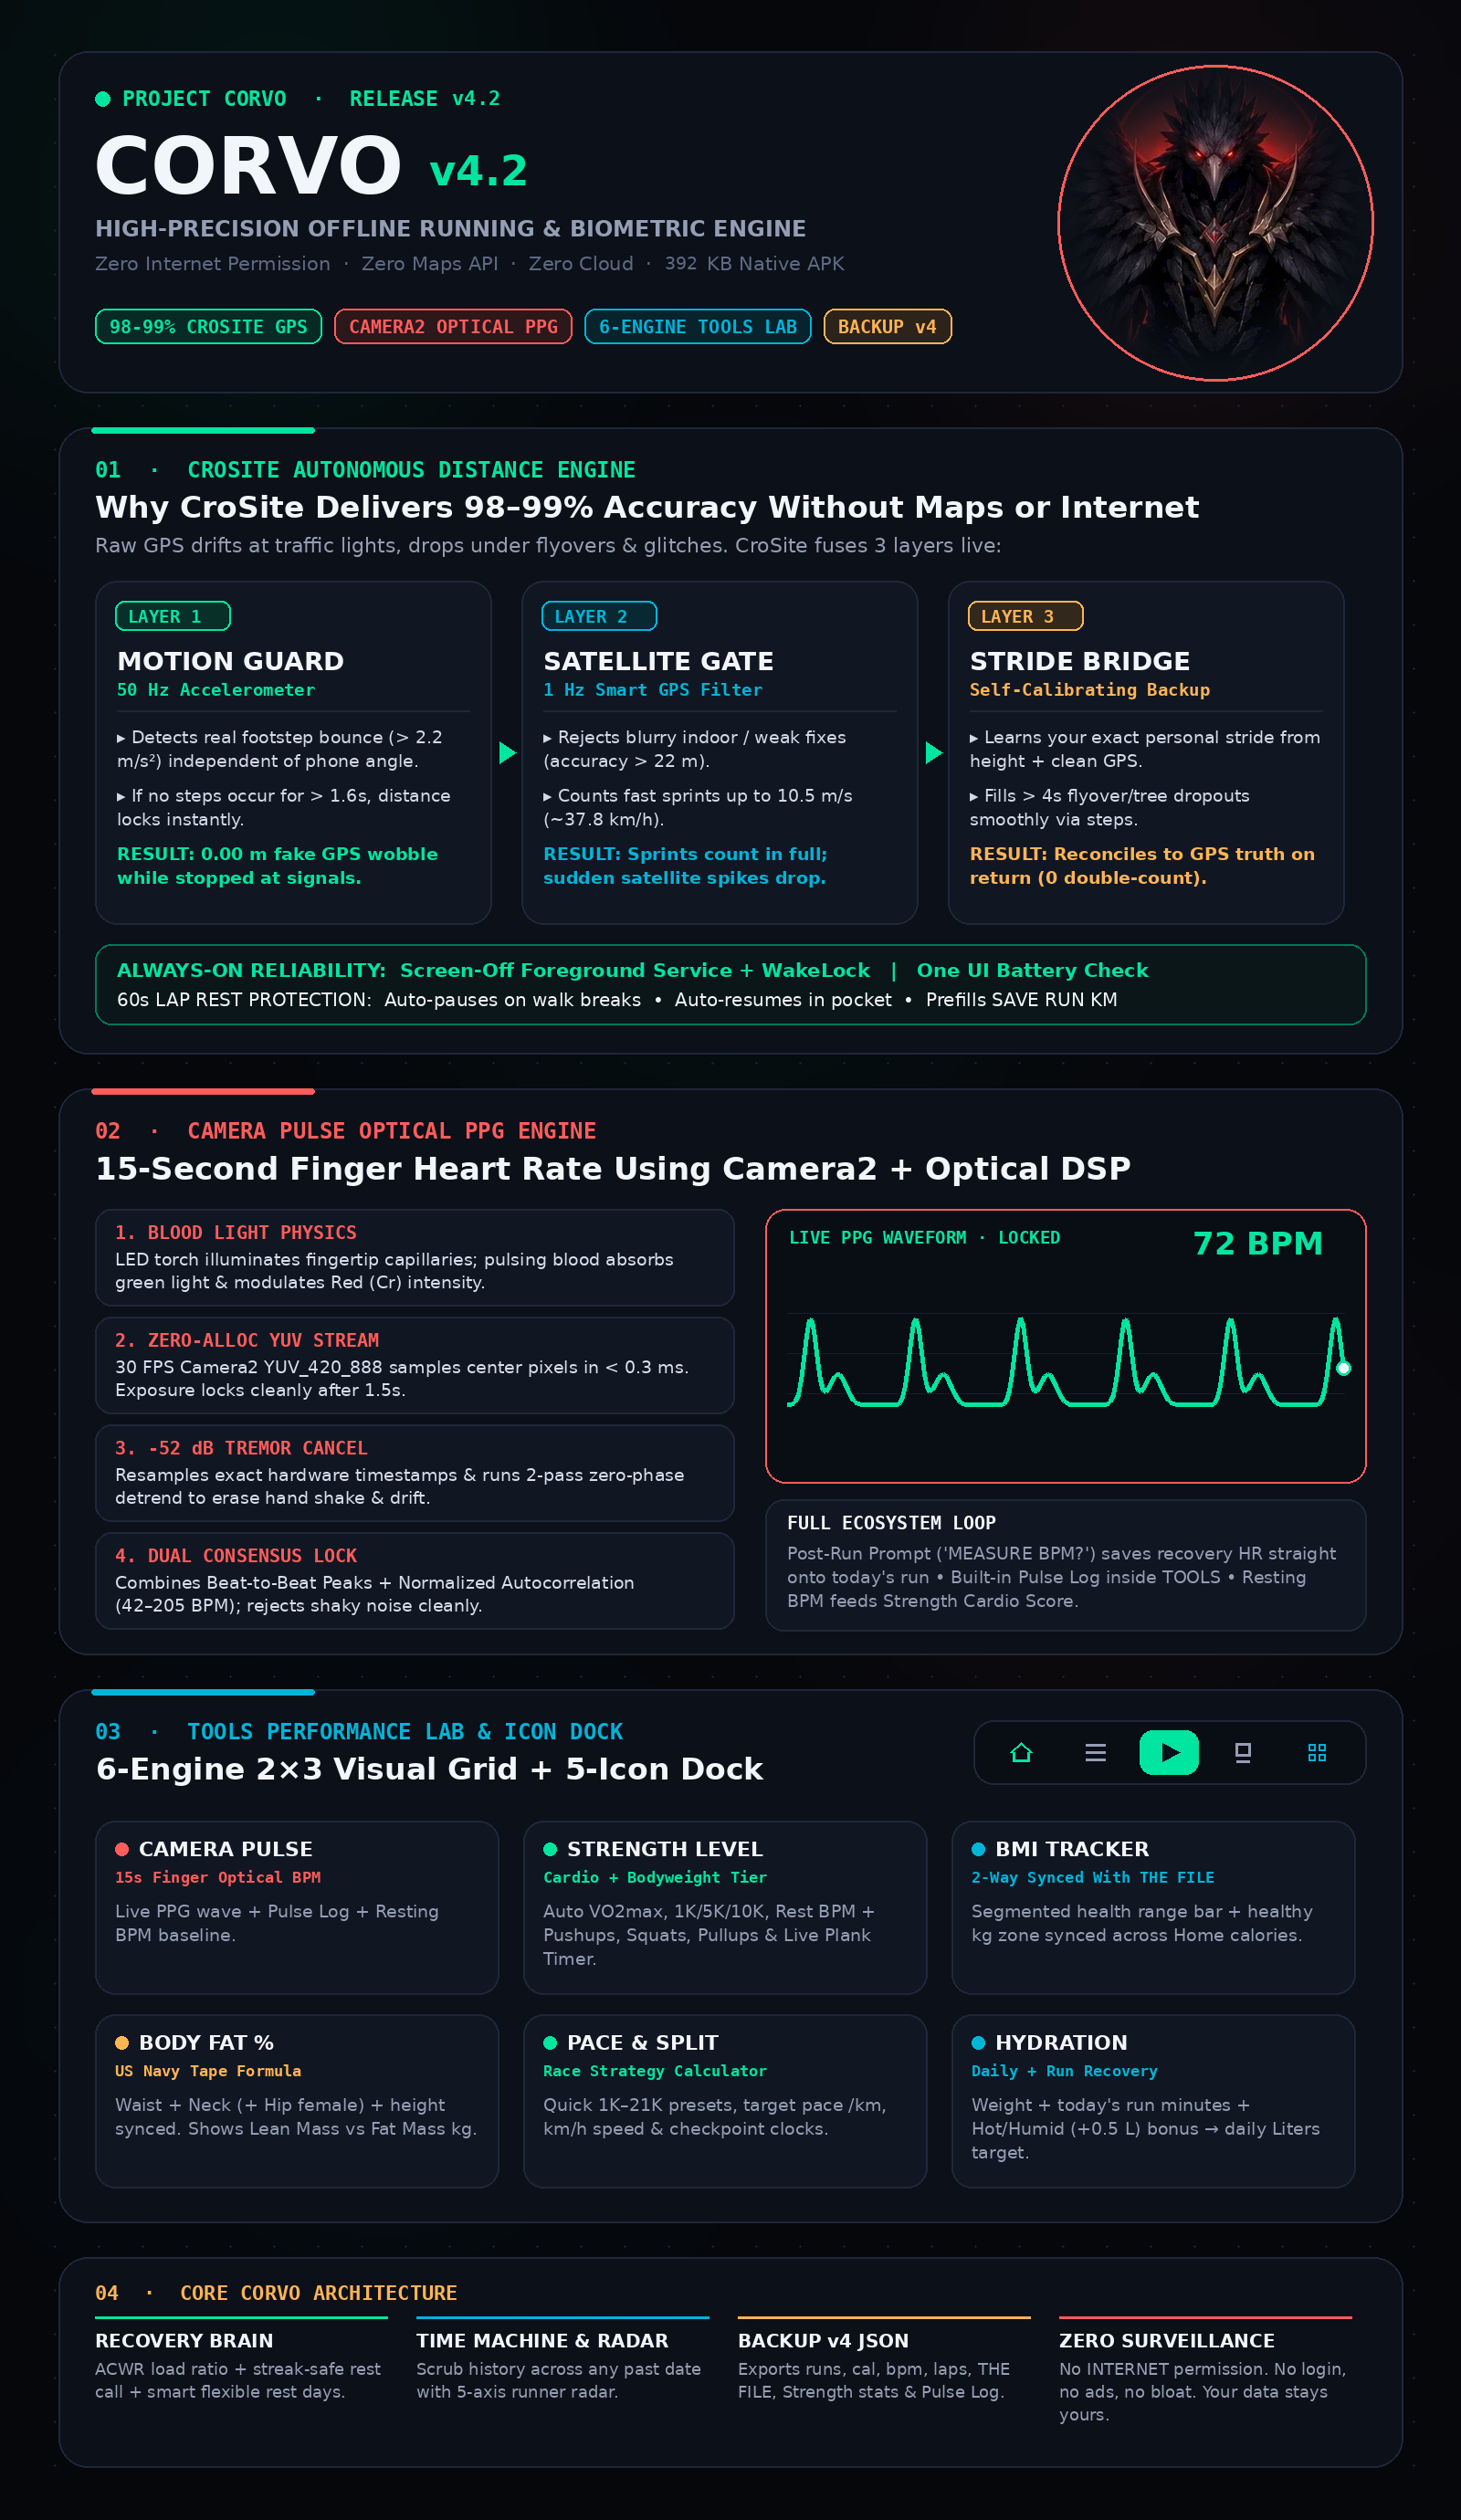 PROJECT CORVO · RELEASE v4.2
CORVO v4.2
HIGH-PRECISION OFFLINE RUNNING & BIOMETRIC ENGINE
Zero Internet Permission · Zero Maps API · Zero Cloud · 392 KB Native APK
98-99% CROSITE GPS
CAMERA2 OPTICAL PPG
6-ENGINE TOOLS LAB
BACKUP v4
01 · CROSITE AUTONOMOUS DISTANCE ENGINE
Why CroSite Delivers 98–99% Accuracy Without Maps or Internet
Raw GPS drifts at traffic lights, drops under flyovers & glitches. CroSite fuses 3 layers live:
LAYER 1
MOTION GUARD
50 Hz Accelerometer
▸ Detects real footstep bounce (> 2.2
m/s²) independent of phone angle.
▸ If no steps occur for > 1.6s, distance
locks instantly.
RESULT: 0.00 m fake GPS wobble
while stopped at signals.
LAYER 2
SATELLITE GATE
1 Hz Smart GPS Filter
▸ Rejects blurry indoor / weak fixes
(accuracy > 22 m).
▸ Counts fast sprints up to 10.5 m/s
(~37.8 km/h).
RESULT: Sprints count in full;
sudden satellite spikes drop.
LAYER 3
STRIDE BRIDGE
Self-Calibrating Backup
▸ Learns your exact personal stride from
height + clean GPS.
▸ Fills > 4s flyover/tree dropouts
smoothly via steps.
RESULT: Reconciles to GPS truth on
return (0 double-count).
ALWAYS-ON RELIABILITY: Screen-Off Foreground Service + WakeLock | One UI Battery Check
60s LAP REST PROTECTION: Auto-pauses on walk breaks • Auto-resumes in pocket • Prefills SAVE RUN KM
02 · CAMERA PULSE OPTICAL PPG ENGINE
15-Second Finger Heart Rate Using Camera2 + Optical DSP
1. BLOOD LIGHT PHYSICS
LED torch illuminates fingertip capillaries; pulsing blood absorbs
green light & modulates Red (Cr) intensity.
2. ZERO-ALLOC YUV STREAM
30 FPS Camera2 YUV_420_888 samples center pixels in < 0.3 ms.
Exposure locks cleanly after 1.5s.
3. -52 dB TREMOR CANCEL
Resamples exact hardware timestamps & runs 2-pass zero-phase
detrend to erase hand shake & drift.
4. DUAL CONSENSUS LOCK
Combines Beat-to-Beat Peaks + Normalized Autocorrelation
(42–205 BPM); rejects shaky noise cleanly.
LIVE PPG WAVEFORM · LOCKED
72 BPM
FULL ECOSYSTEM LOOP
Post-Run Prompt ('MEASURE BPM?') saves recovery HR straight
onto today's run • Built-in Pulse Log inside TOOLS • Resting
BPM feeds Strength Cardio Score.
03 · TOOLS PERFORMANCE LAB & ICON DOCK
6-Engine 2×3 Visual Grid + 5-Icon Dock
CAMERA PULSE
15s Finger Optical BPM
Live PPG wave + Pulse Log + Resting
BPM baseline.
STRENGTH LEVEL
Cardio + Bodyweight Tier
Auto VO2max, 1K/5K/10K, Rest BPM +
Pushups, Squats, Pullups & Live Plank
Timer.
BMI TRACKER
2-Way Synced With THE FILE
Segmented health range bar + healthy
kg zone synced across Home calories.
BODY FAT %
US Navy Tape Formula
Waist + Neck (+ Hip female) + height
synced. Shows Lean Mass vs Fat Mass kg.
PACE & SPLIT
Race Strategy Calculator
Quick 1K–21K presets, target pace /km,
km/h speed & checkpoint clocks.
HYDRATION
Daily + Run Recovery
Weight + today's run minutes +
Hot/Humid (+0.5 L) bonus → daily Liters
target.
04 · CORE CORVO ARCHITECTURE
RECOVERY BRAIN
ACWR load ratio + streak-safe rest
call + smart flexible rest days.
TIME MACHINE & RADAR
Scrub history across any past date
with 5-axis runner radar.
BACKUP v4 JSON
Exports runs, cal, bpm, laps, THE
FILE, Strength stats & Pulse Log.
ZERO SURVEILLANCE
No INTERNET permission. No login,
no ads, no bloat. Your data stays
yours.